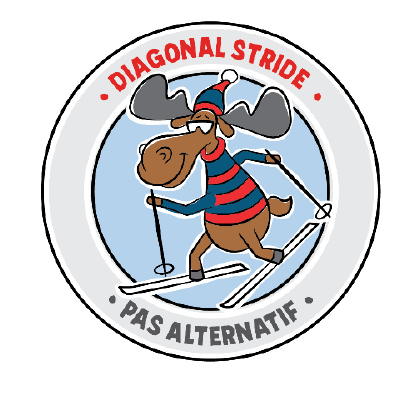 • DIAGONAL STRIDE •
• PAS ALTERNATIF •